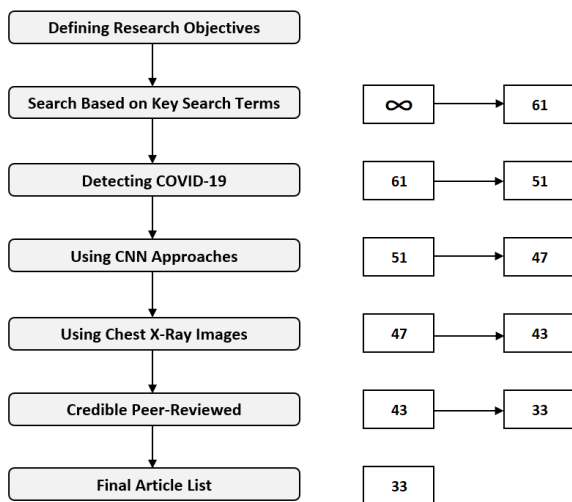 Defining Research Objectives
Search Based on Key Search Terms
∞ 61
Detecting COVID-19
61 51
Using CNN Approaches
51 47
Using Chest X-Ray Images
47 43
Credible Peer-Reviewed
43 33
Final Article List
33